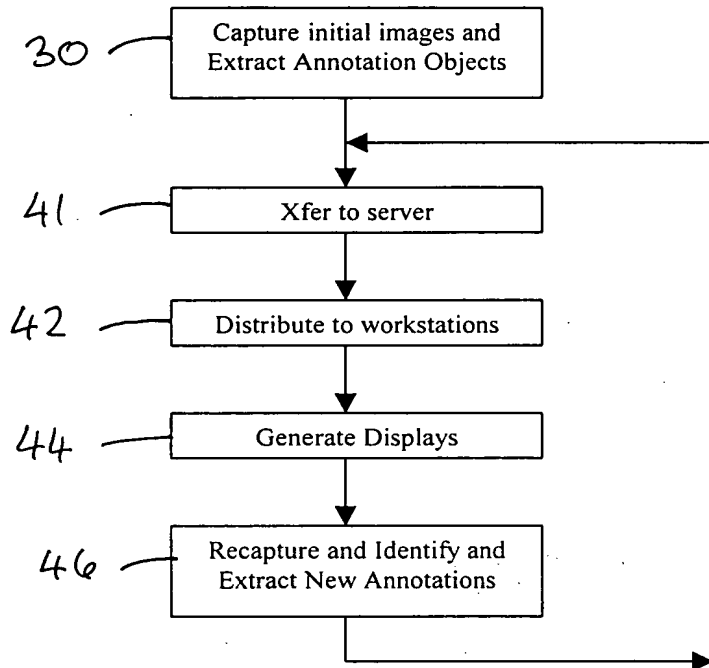 30
Capture initial images and
Extract Annotation Objects
41
Xfer to server
42
Distribute to workstations
44
Generate Displays
46
Recapture and Identify and
Extract New Annotations